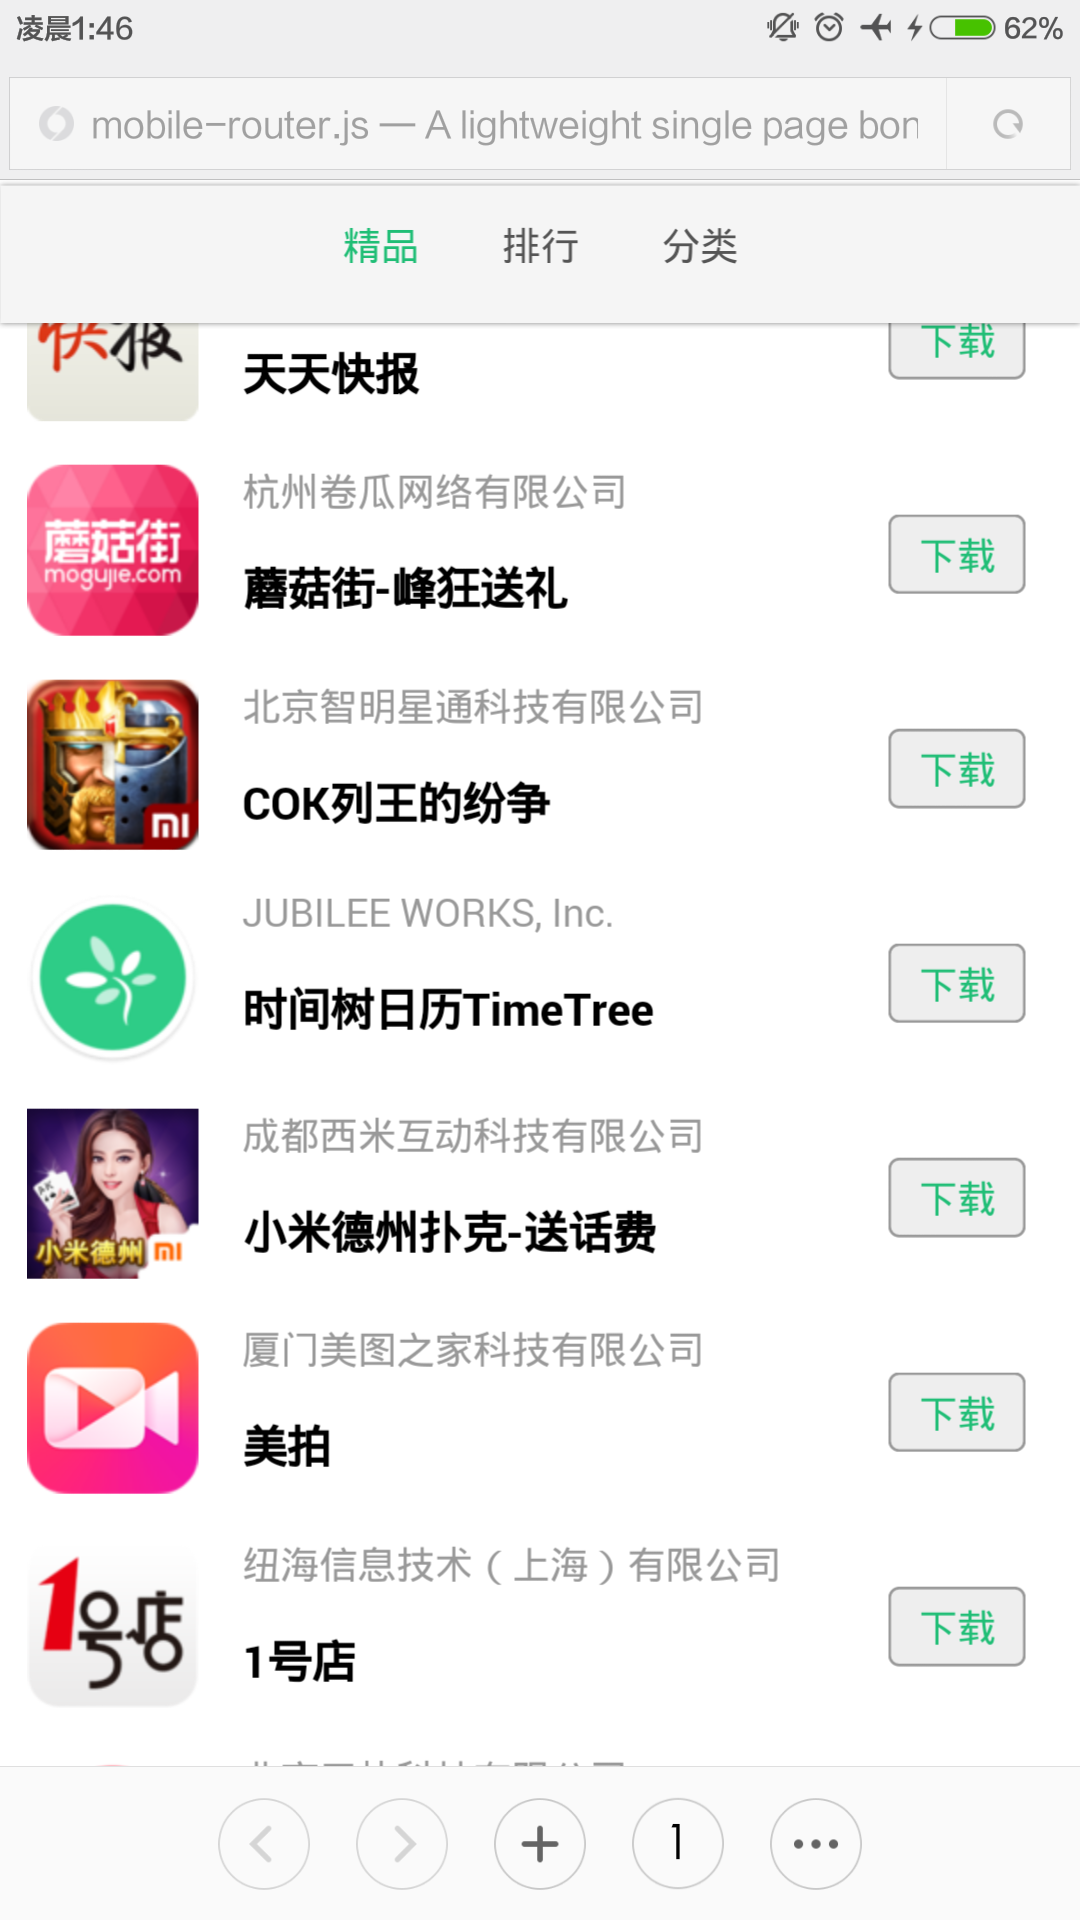 凌晨1:46
62%
mobile-router.js — A lightweight single page bon
精品
排行
分类
快报
天天快报
下载
蘑菇街
mogujie.com
杭州卷瓜网络有限公司
蘑菇街-峰狂送礼
下载
北京智明星通科技有限公司
COK列王的纷争
下载
JUBILEE WORKS, Inc.
时间树日历TimeTree
下载
AK
小米德州
成都西米互动科技有限公司
小米德州扑克-送话费
下载
厦门美图之家科技有限公司
美拍
下载
1号店
纽海信息技术（上海）有限公司
1号店
下载
1